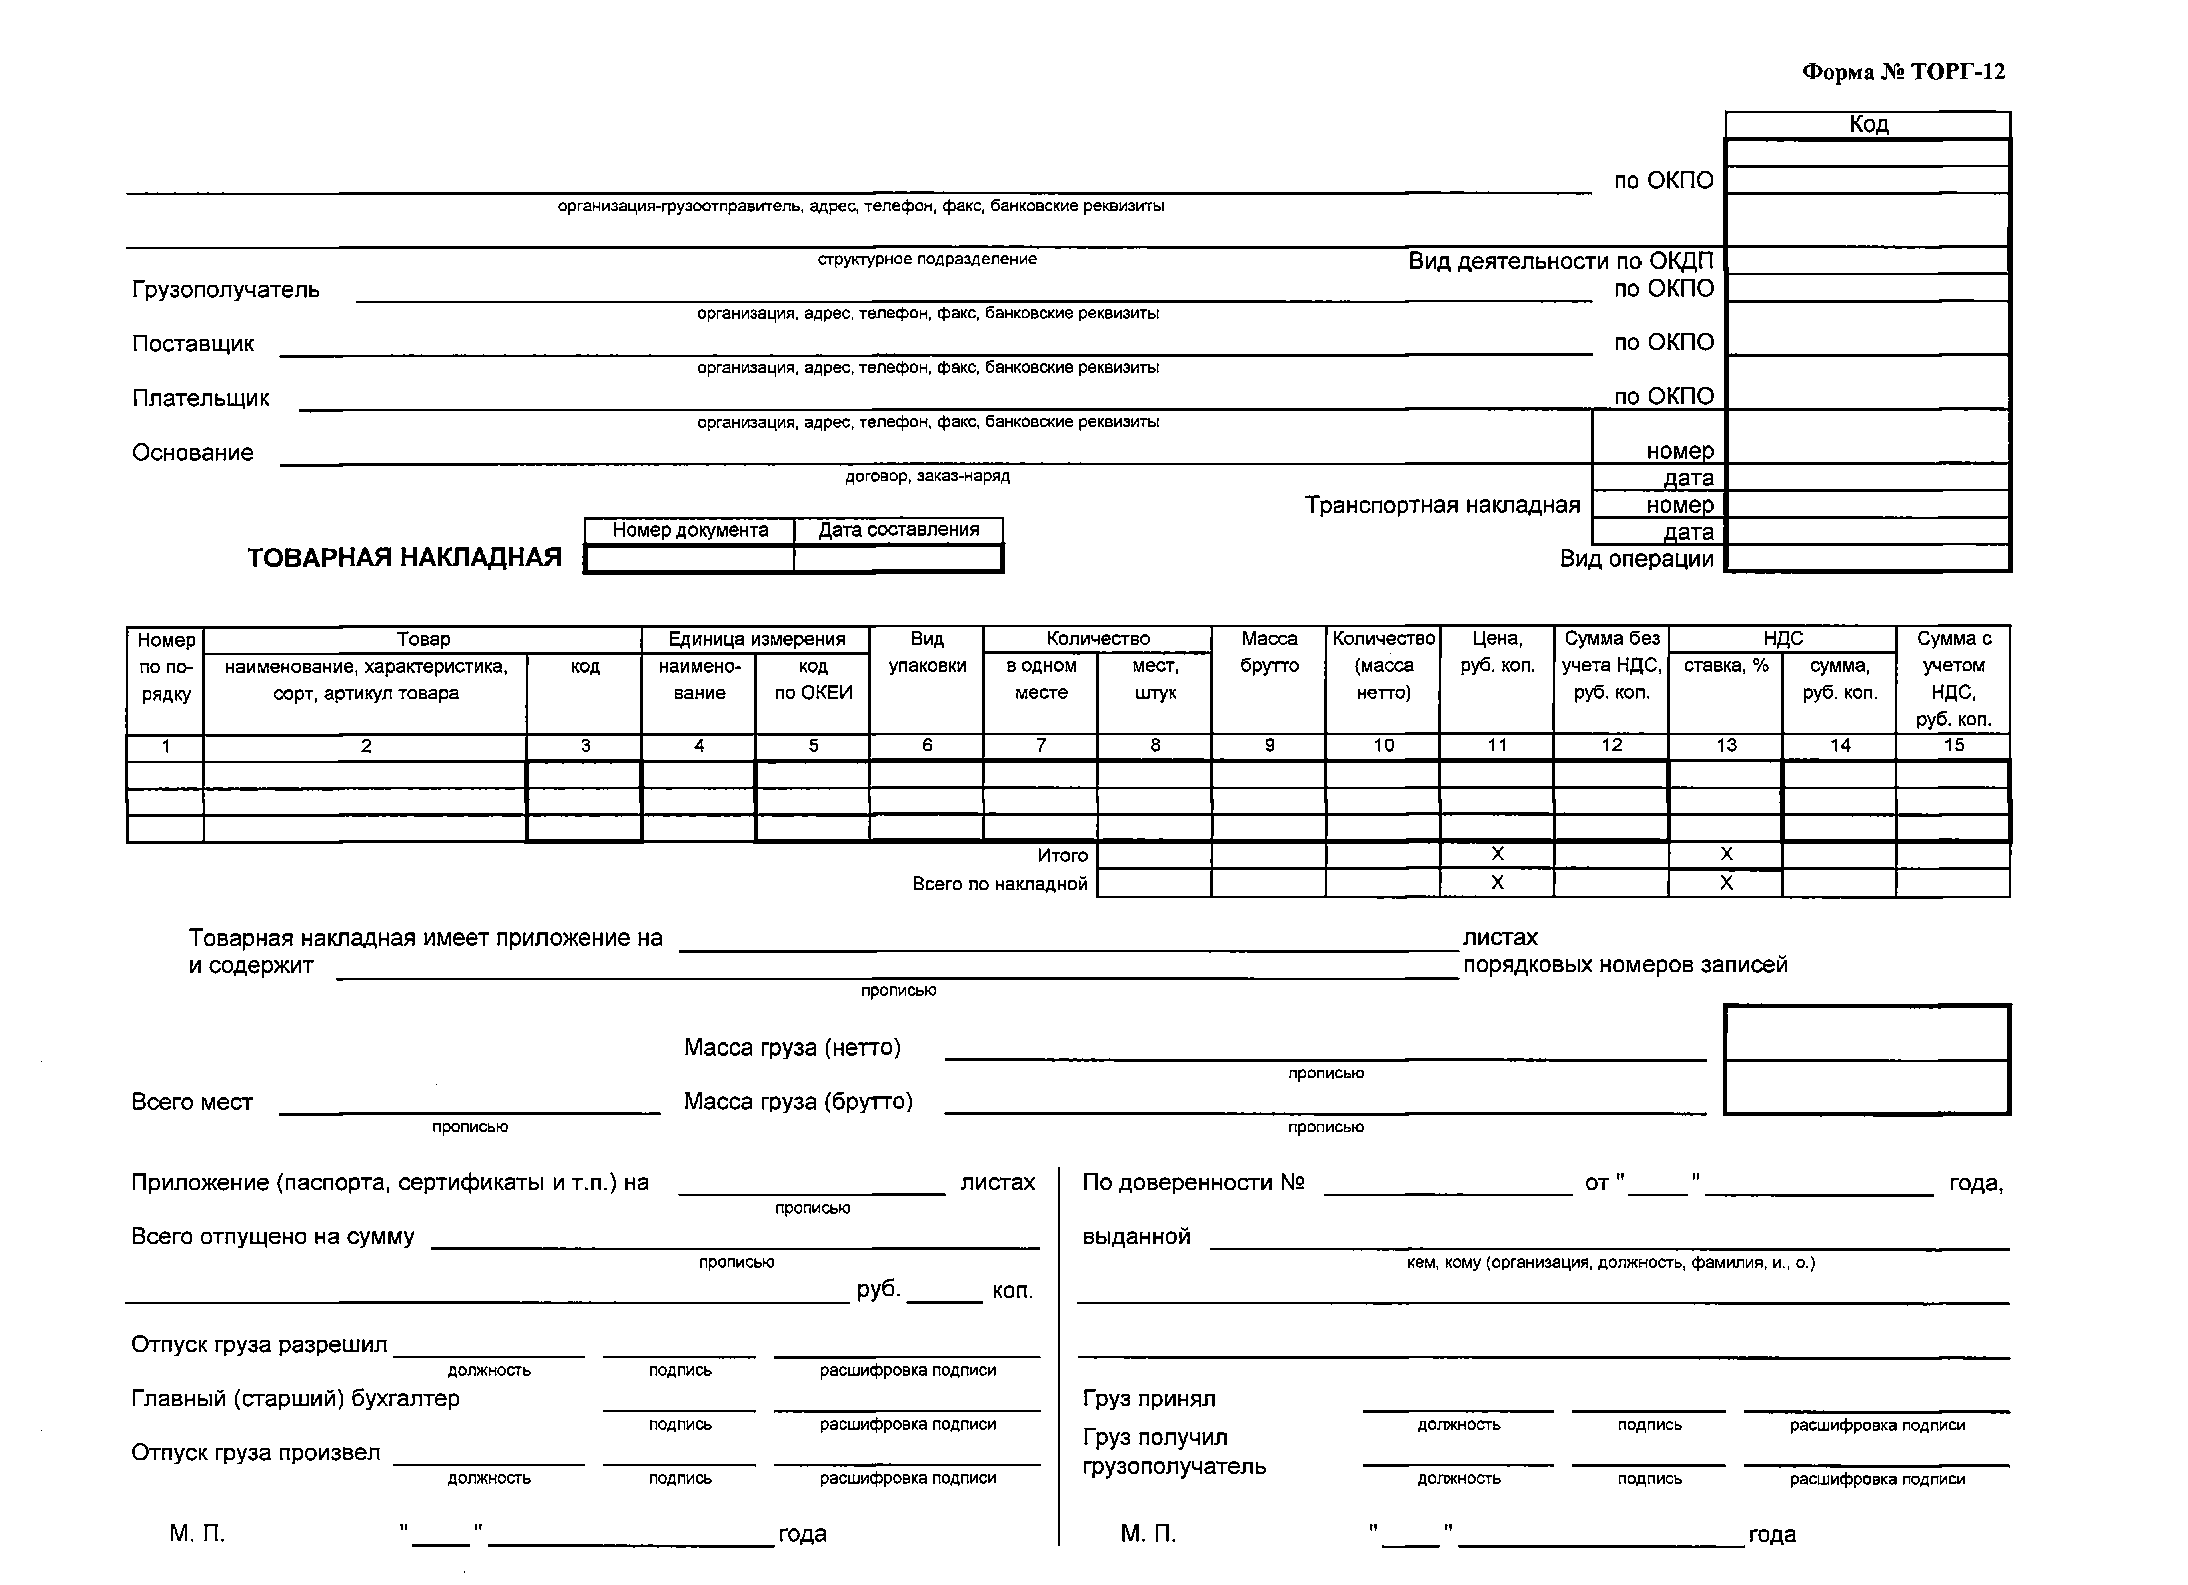 Форма № ТОРГ-12
Код
по ОКПО
организация-грузоотправитель, адрес, телефон, факс, банковские реквизиты
структурное подразделение
Вид деятельности по ОКДП
Грузополучатель
по ОКПО
организация, адрес, телефон, факс, банковские реквизиты
Поставщик
по ОКПО
организация, адрес, телефон, факс, банковские реквизиты
Плательщик
по ОКПО
организация, адрес, телефон, факс, банковские реквизиты
Основание
номер
договор, заказ-наряд
дата
Транспортная накладная
номер
дата
Номер документа Дата составления
ТОВАРНАЯ НАКЛАДНАЯ
Вид операции
Номер по по-рядку
Товар
наименование, характеристика,
сорт, артикул товара
код
Единица измерения
наимено-
вание
код
по ОКЕИ
Вид
упаковки
Количество
в одном
месте
мест,
штук
Масса
брутто
Количество
(масса
нетто)
Цена,
руб. коп.
Сумма без
учета НДС,
руб. коп.
НДС
ставка, %
сумма,
руб. коп.
Сумма с
учетом
НДС,
руб. коп.
1 2 3 4 5 6 7 8 9 10 11 12 13 14 15
Итого X X
Всего по накладной X X
Товарная накладная имеет приложение на листах
и содержит порядковых номеров записей
прописью
Масса груза (нетто)
прописью
Всего мест Масса груза (брутто)
прописью прописью
Приложение (паспорта, сертификаты и т.п.) на листах
прописью
Всего отпущено на сумму
прописью
руб. коп.
Отпуск груза разрешил
должность подпись расшифровка подписи
Главный (старший) бухгалтер
подпись расшифровка подписи
Отпуск груза произвел
должность подпись расшифровка подписи
М. П. " " года
По доверенности № от " " года,
выданной
кем, кому (организация, должность, фамилия, и., о.)
Груз принял
должность подпись расшифровка подписи
Груз получил
грузополучатель
должность подпись расшифровка подписи
М. П. " " года